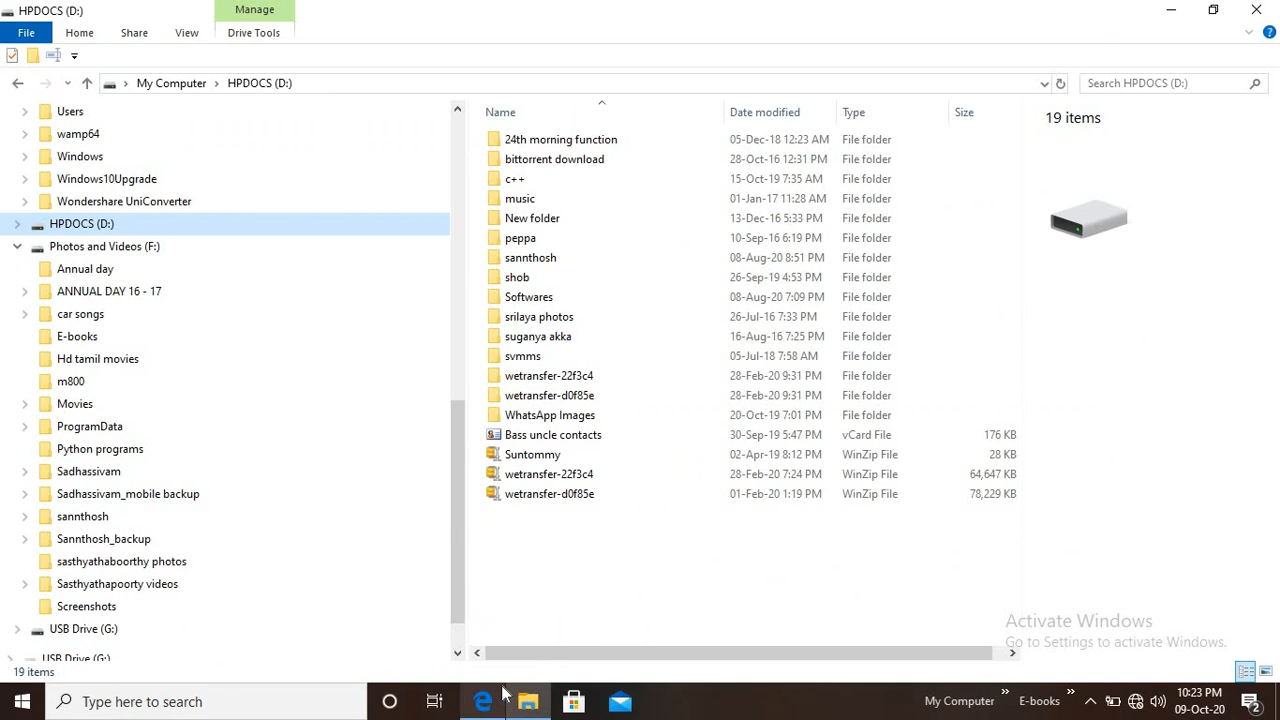 HPDOCS (D:)
Manage
File
Home
Share
View
Drive Tools
My Computer
HPDOCS (D:)
Search HPDOCS (D:)
Users
wamp64
Windows
Windows10Upgrade
Wondershare UniConverter
HPDOCS (D:)
Photos and Videos (F:)
Annual day
ANNUAL DAY 16 - 17
car songs
E-books
Hd tamil movies
m800
Movies
ProgramData
Python programs
Sadhassivam
Sadhassivam_mobile backup
sannthosh
Sannthosh_backup
sasthyathaboorthy photos
Sasthyathapoorty videos
Screenshots
USB Drive (G:)
USB Drive (G:)
Name Date modified Type Size
24th morning function 05-Dec-18 12:23 AM File folder
bittorrent download 28-Oct-16 12:31 PM File folder
c++ 15-Oct-19 7:35 AM File folder
music 01-Jan-17 11:28 AM File folder
New folder 13-Dec-16 5:33 PM File folder
peppa 10-Sep-16 6:19 PM File folder
sannthosh 08-Aug-20 8:51 PM File folder
shob 26-Sep-19 4:53 PM File folder
Softwares 08-Aug-20 7:09 PM File folder
srilaya photos 26-Jul-16 7:33 PM File folder
suganya akka 16-Aug-16 7:25 PM File folder
svmms 05-Jul-18 7:58 AM File folder
wetransfer-22f3c4 28-Feb-20 9:31 PM File folder
wetransfer-d0f85e 28-Feb-20 9:31 PM File folder
WhatsApp Images 20-Oct-19 7:01 PM File folder
Bass uncle contacts 30-Sep-19 5:47 PM vCard File 176 KB
Suntommy 02-Apr-19 8:12 PM WinZip File 28 KB
wetransfer-22f3c4 28-Feb-20 7:24 PM WinZip File 64,647 KB
wetransfer-d0f85e 01-Feb-20 1:19 PM WinZip File 78,229 KB
19 items
Activate Windows
Go to Settings to activate Windows.
19 items
Type here to search
My Computer
E-books
10:23 PM
09-Oct-20
2